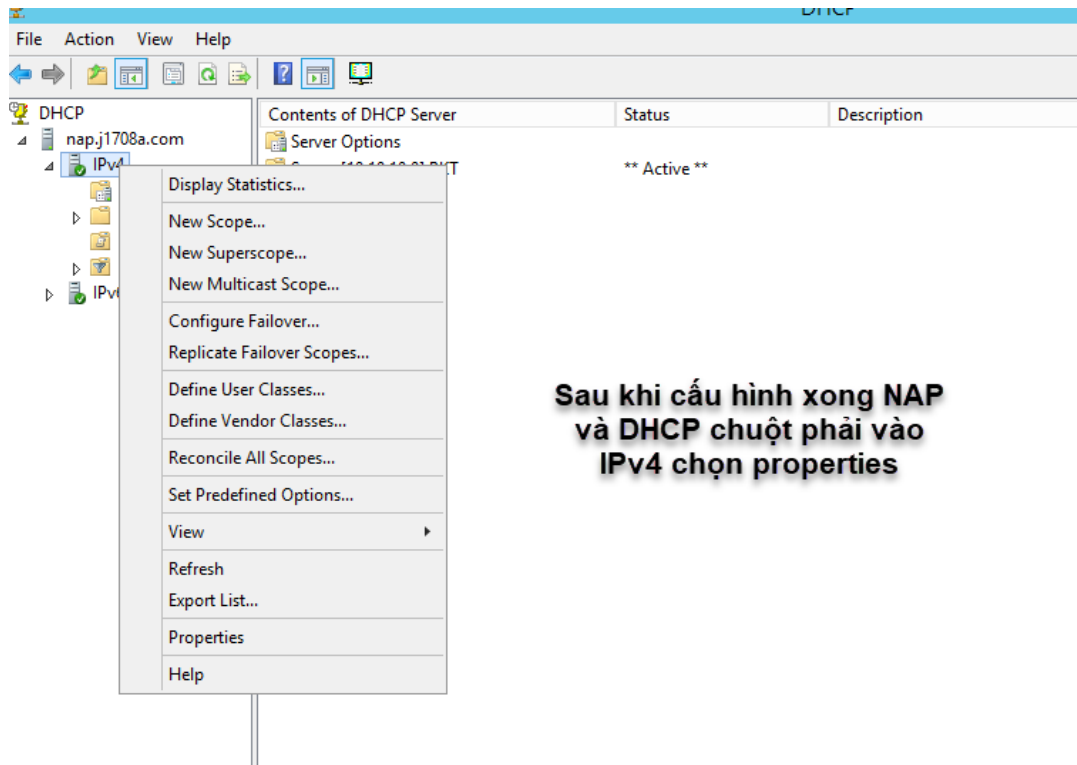 DHCP
File Action View Help
DHCP
nap.j1708a.com
IPv4
Contents of DHCP Server Status Description
Server Options
** Active **
Display Statistics...
New Scope...
New Superscope...
New Multicast Scope...
Configure Failover...
Replicate Failover Scopes...
Define User Classes...
Define Vendor Classes...
Reconcile All Scopes...
Set Predefined Options...
View
Refresh
Export List...
Properties
Help
Sau khi cấu hình xong NAP
và DHCP chuột phải vào
IPv4 chọn properties